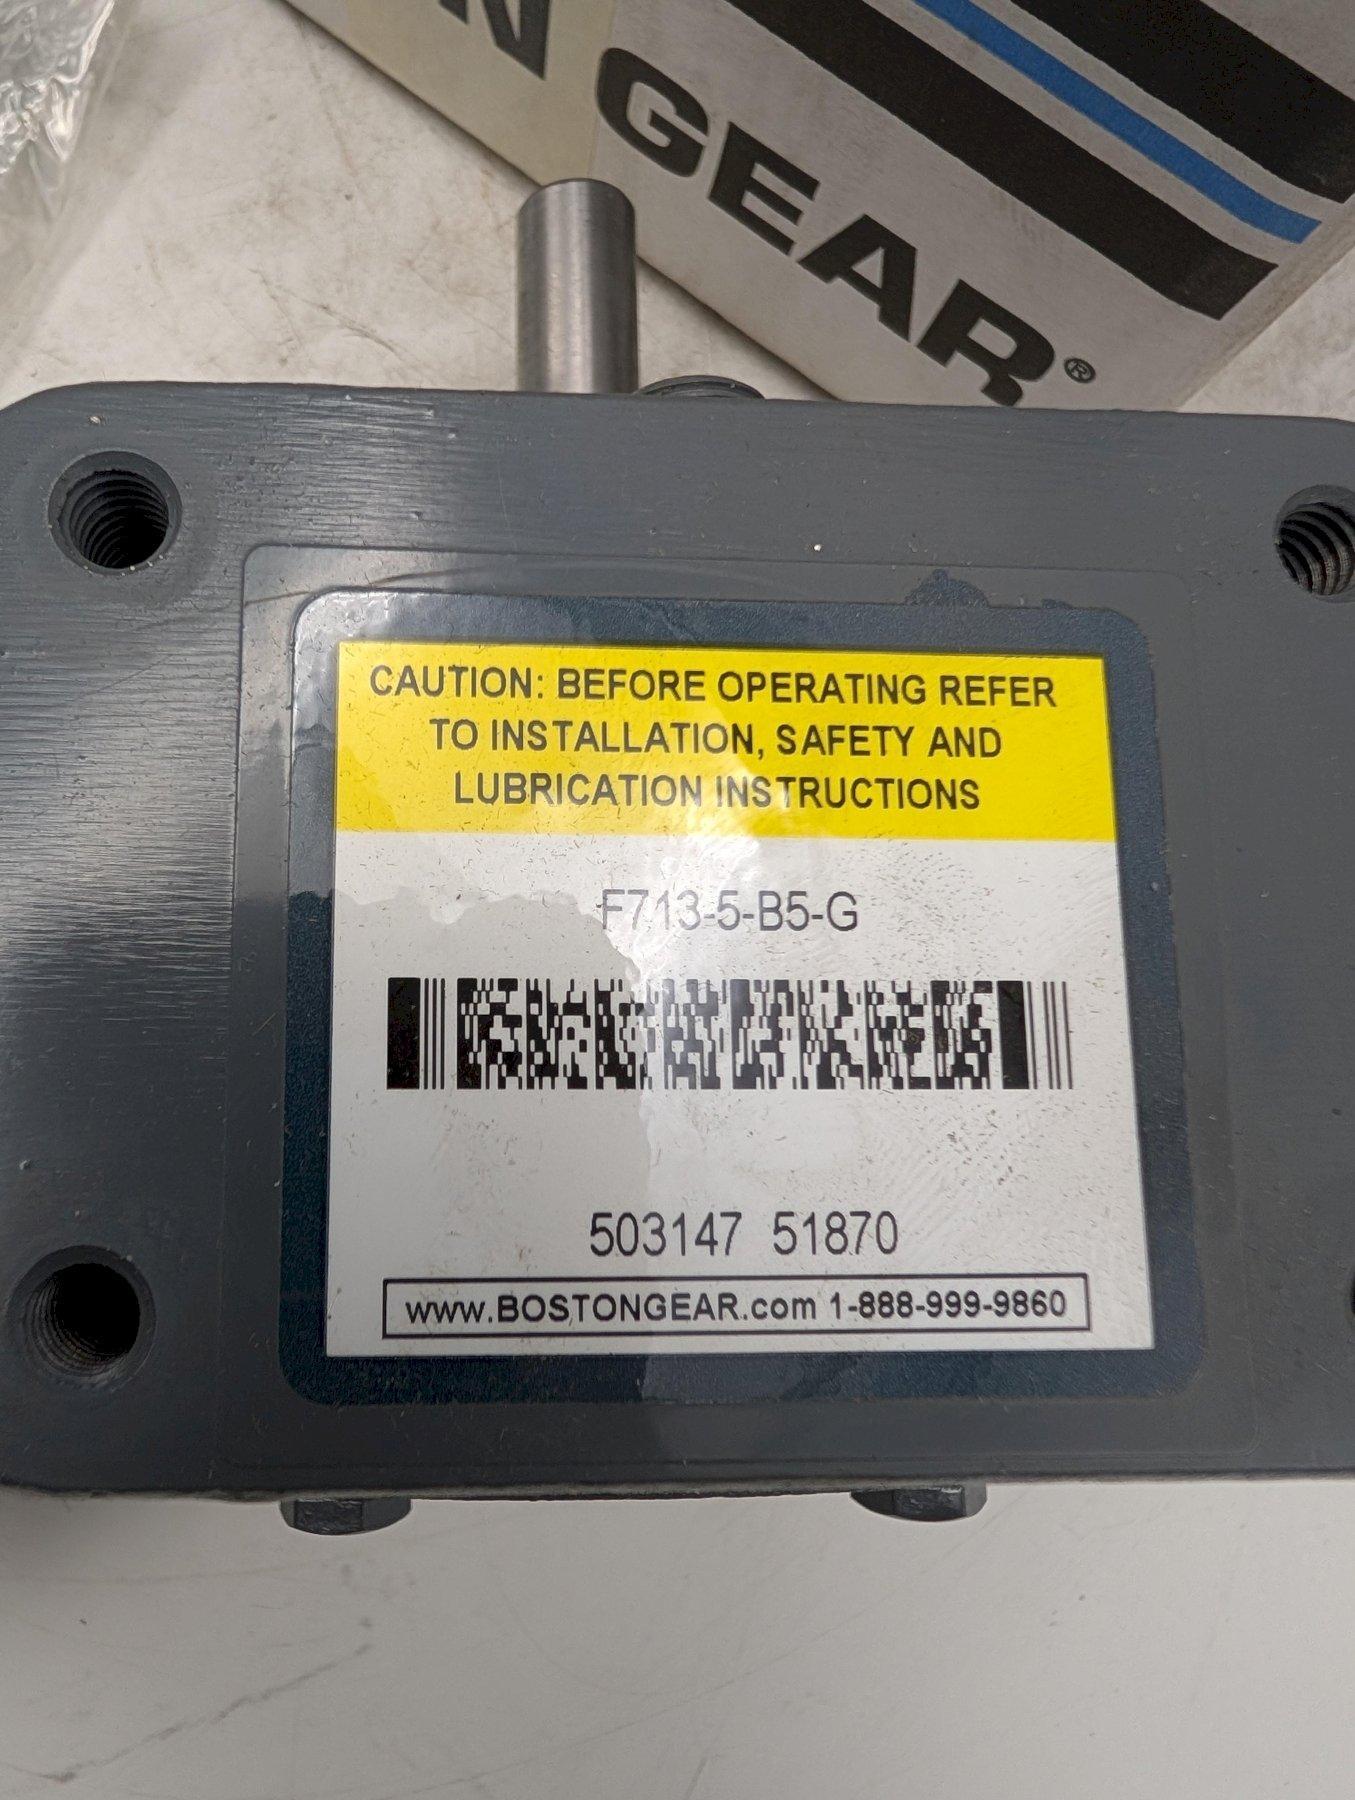 N GEAR®
CAUTION: BEFORE OPERATING REFER
TO INSTALLATION, SAFETY AND
LUBRICATION INSTRUCTIONS
F713-5-B5-G
503147 51870
www.BOSTONGEAR.com 1-888-999-9860